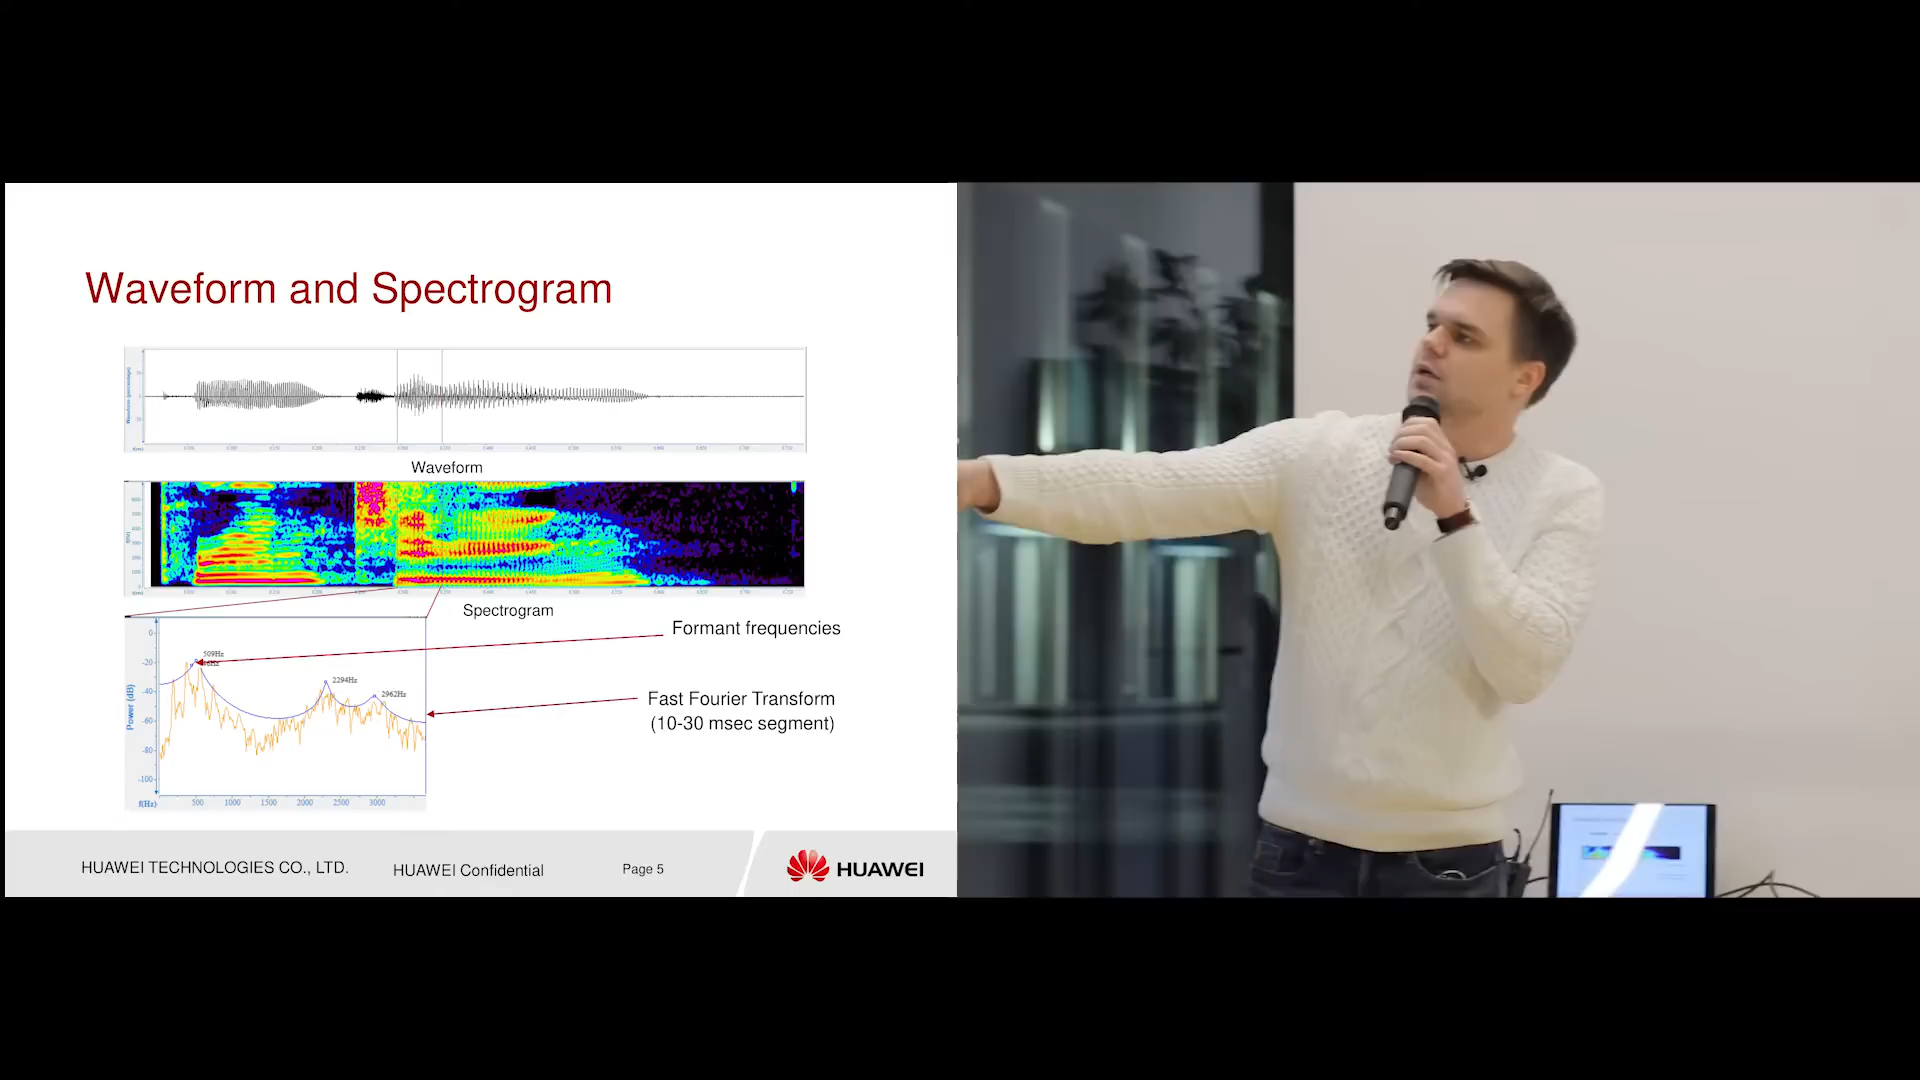 Waveform and Spectrogram
Waveform
Spectrogram
Formant frequencies
509Hz
2294Hz
2962Hz
Fast Fourier Transform
(10-30 msec segment)
Power (dB)
0
-20
-40
-60
-80
-100
f(Hz)
500
1000
1500
2000
2500
3000
HUAWEI TECHNOLOGIES CO., LTD.
HUAWEI Confidential
Page 5
HUAWEI